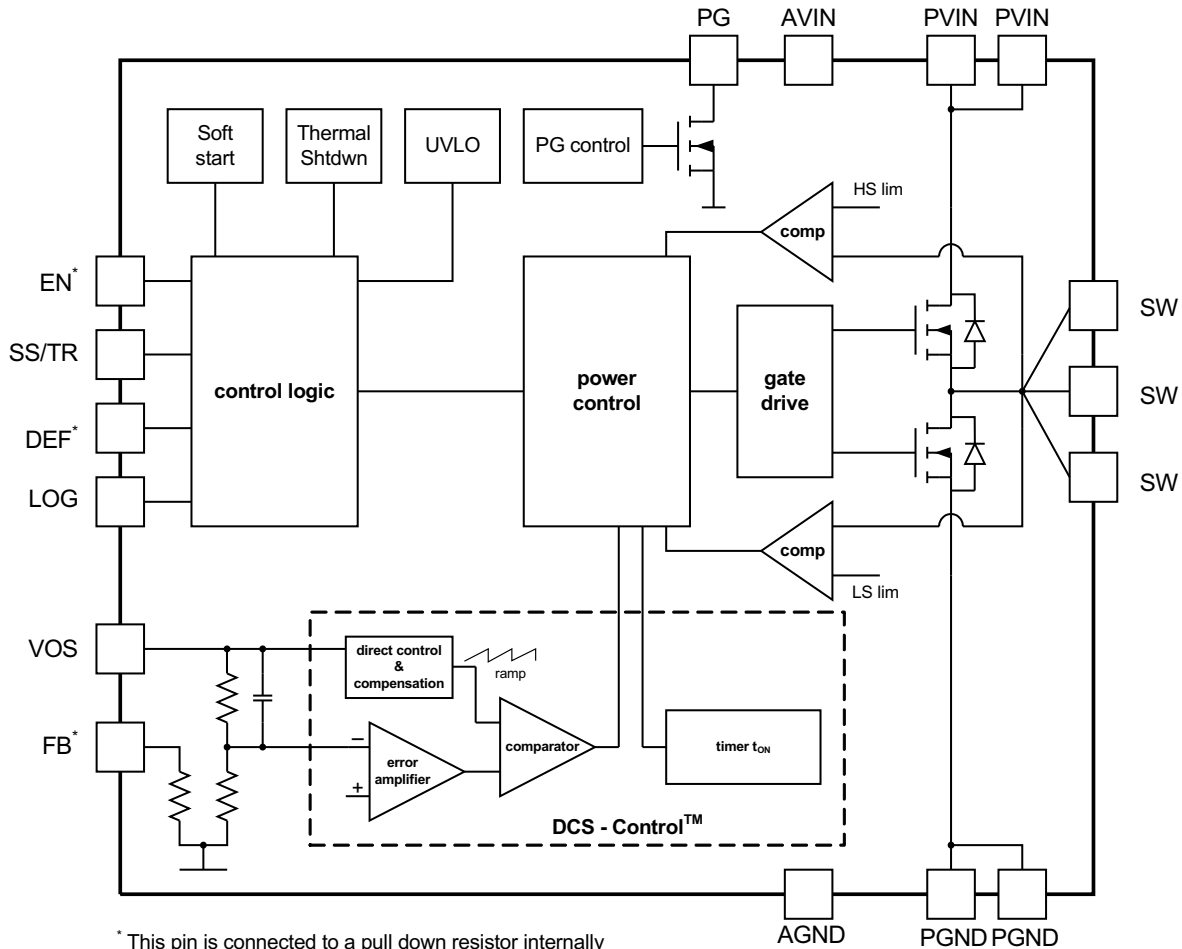 PG
AVIN
PVIN
PVIN
Soft
start
Thermal
Shtdwn
UVLO
PG control
HS lim
comp
EN*
SS/TR
DEF*
LOG
control logic
power
control
gate
drive
SW
SW
SW
comp
LS lim
VOS
FB*
direct control
&
compensation
ramp
−
error
amplifier
+
comparator
timer tON
DCS - Control™
AGND
PGND
PGND
* This pin is connected to a pull down resistor internally